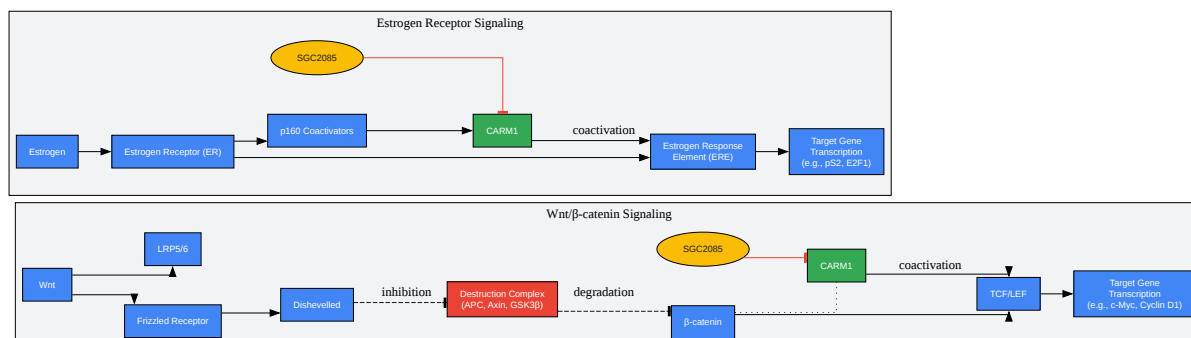 Estrogen Receptor Signaling
SGC2085
p160 Coactivators
CARM1
coactivation
Estrogen
Estrogen Receptor (ER)
Estrogen Response
Element (ERE)
Target Gene
Transcription
(e.g., pS2, E2F1)
Wnt/β-catenin Signaling
LRP5/6
SGC2085
CARM1
coactivation
Wnt
Frizzled Receptor
Dishevelled
inhibition
Destruction Complex
(APC, Axin, GSK3β)
degradation
β-catenin
TCF/LEF
Target Gene
Transcription
(e.g., c-Myc, Cyclin D1)